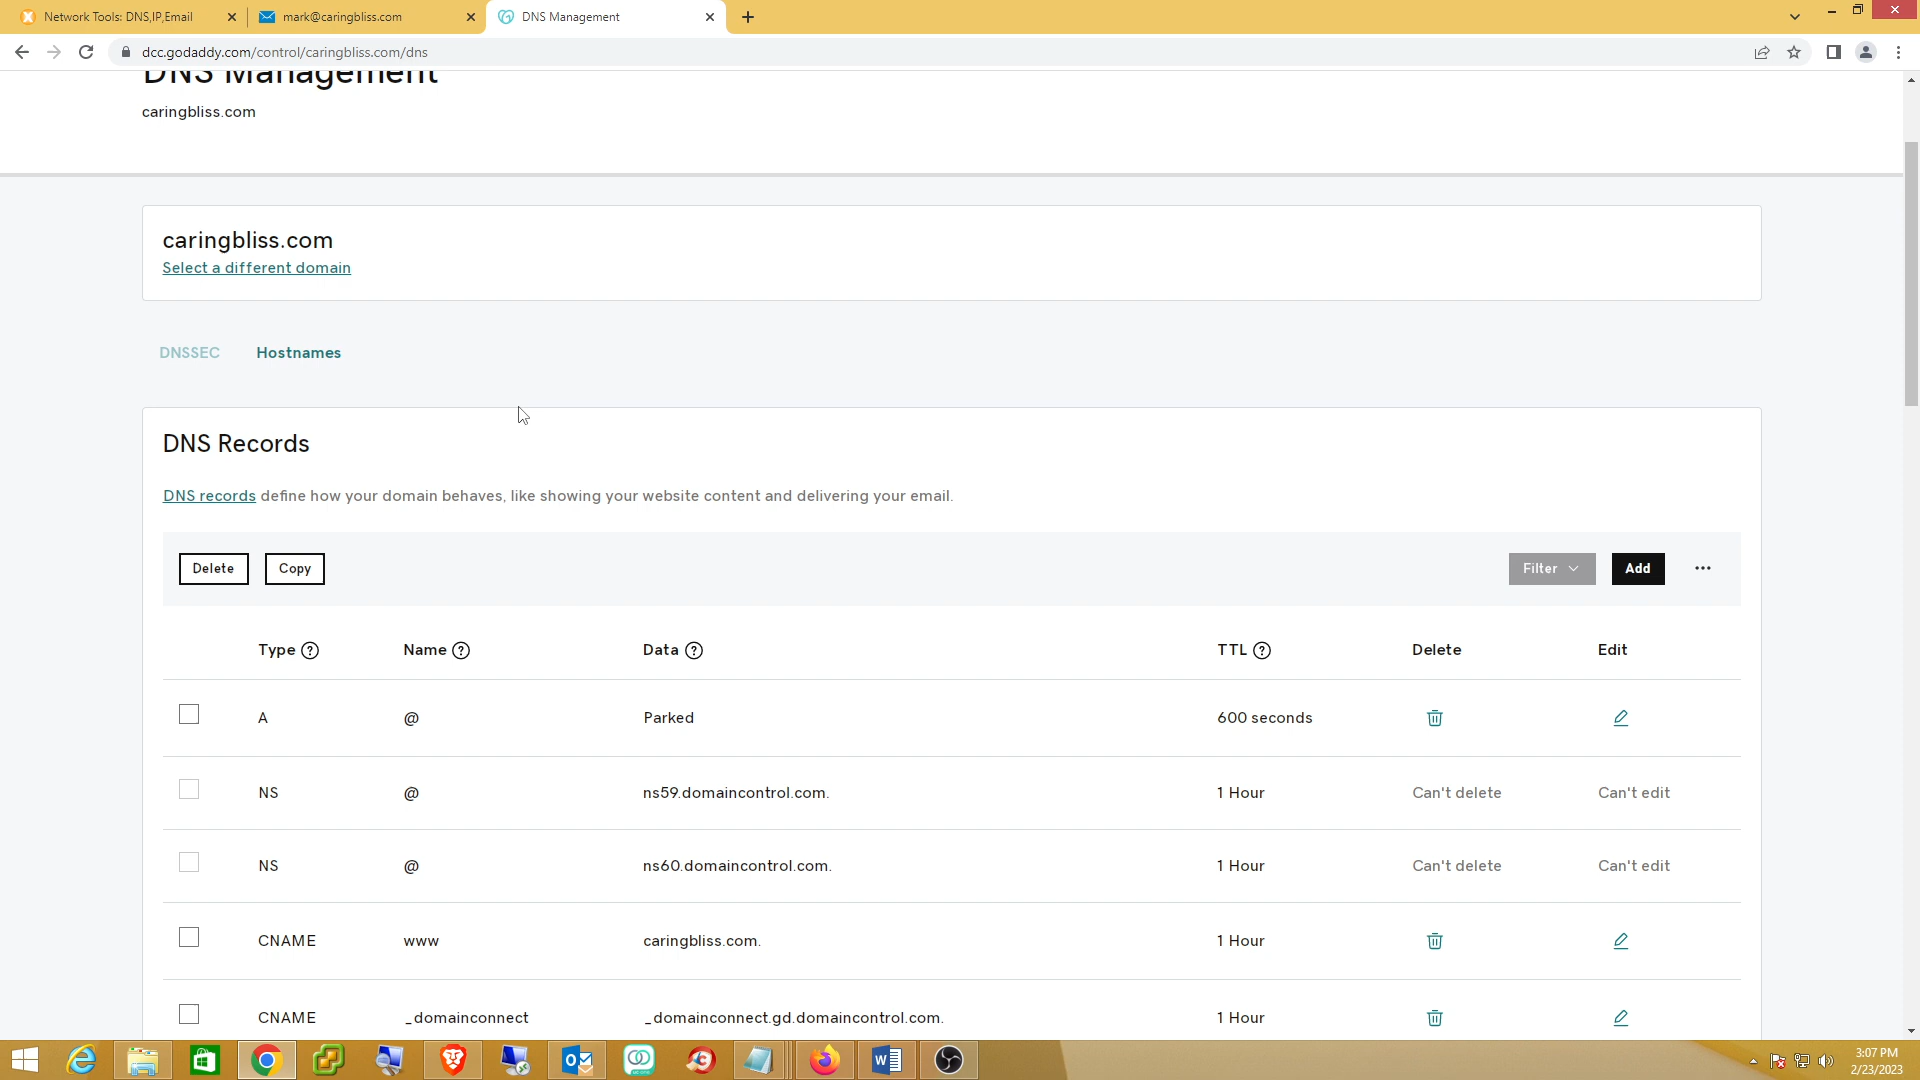 Network Tools: DNS,IP,Email
mark@caringbliss.com
DNS Management
dcc.godaddy.com/control/caringbliss.com/dns
DNS Management
caringbliss.com
caringbliss.com
Select a different domain
DNSSEC Hostnames
DNS Records
DNS records define how your domain behaves, like showing your website content and delivering your email.
Delete Copy Filter Add
Type Name Data TTL Delete Edit
A @ Parked 600 seconds
NS @ ns59.domaincontrol.com. 1 Hour Can't delete Can't edit
NS @ ns60.domaincontrol.com. 1 Hour Can't delete Can't edit
CNAME www caringbliss.com. 1 Hour
CNAME _domainconnect _domainconnect.gd.domaincontrol.com. 1 Hour
3:07 PM
2/23/2023